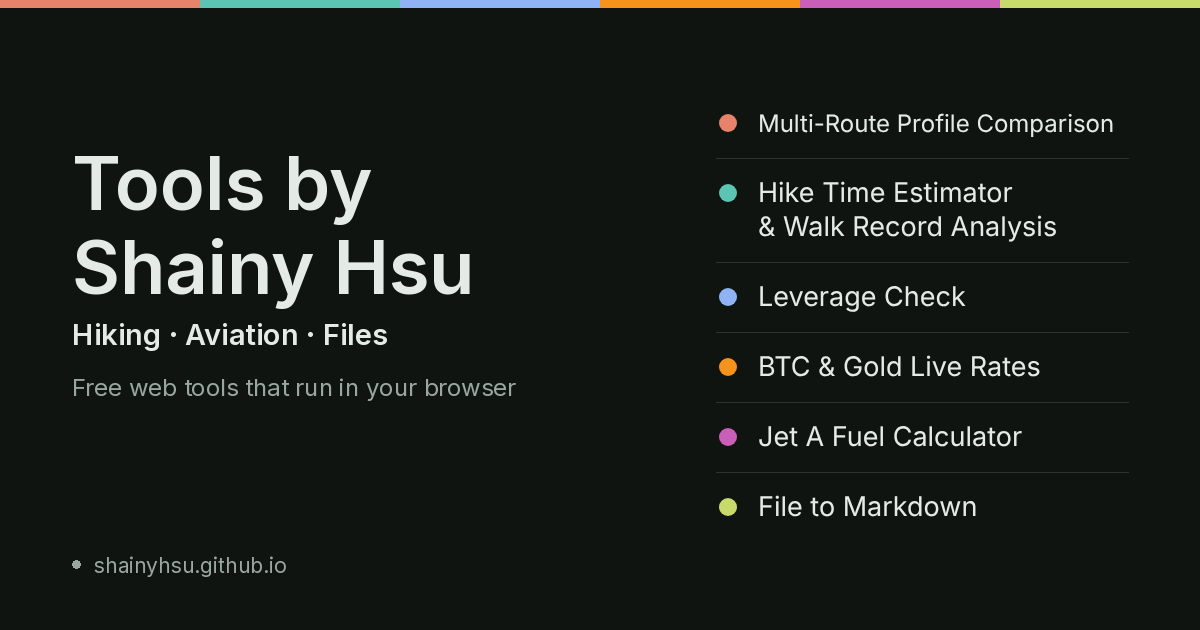 Tools by
Shainy Hsu
Hiking · Aviation · Files
Free web tools that run in your browser
shainyhsu.github.io
Multi-Route Profile Comparison
Hike Time Estimator
& Walk Record Analysis
Leverage Check
BTC & Gold Live Rates
Jet A Fuel Calculator
File to Markdown